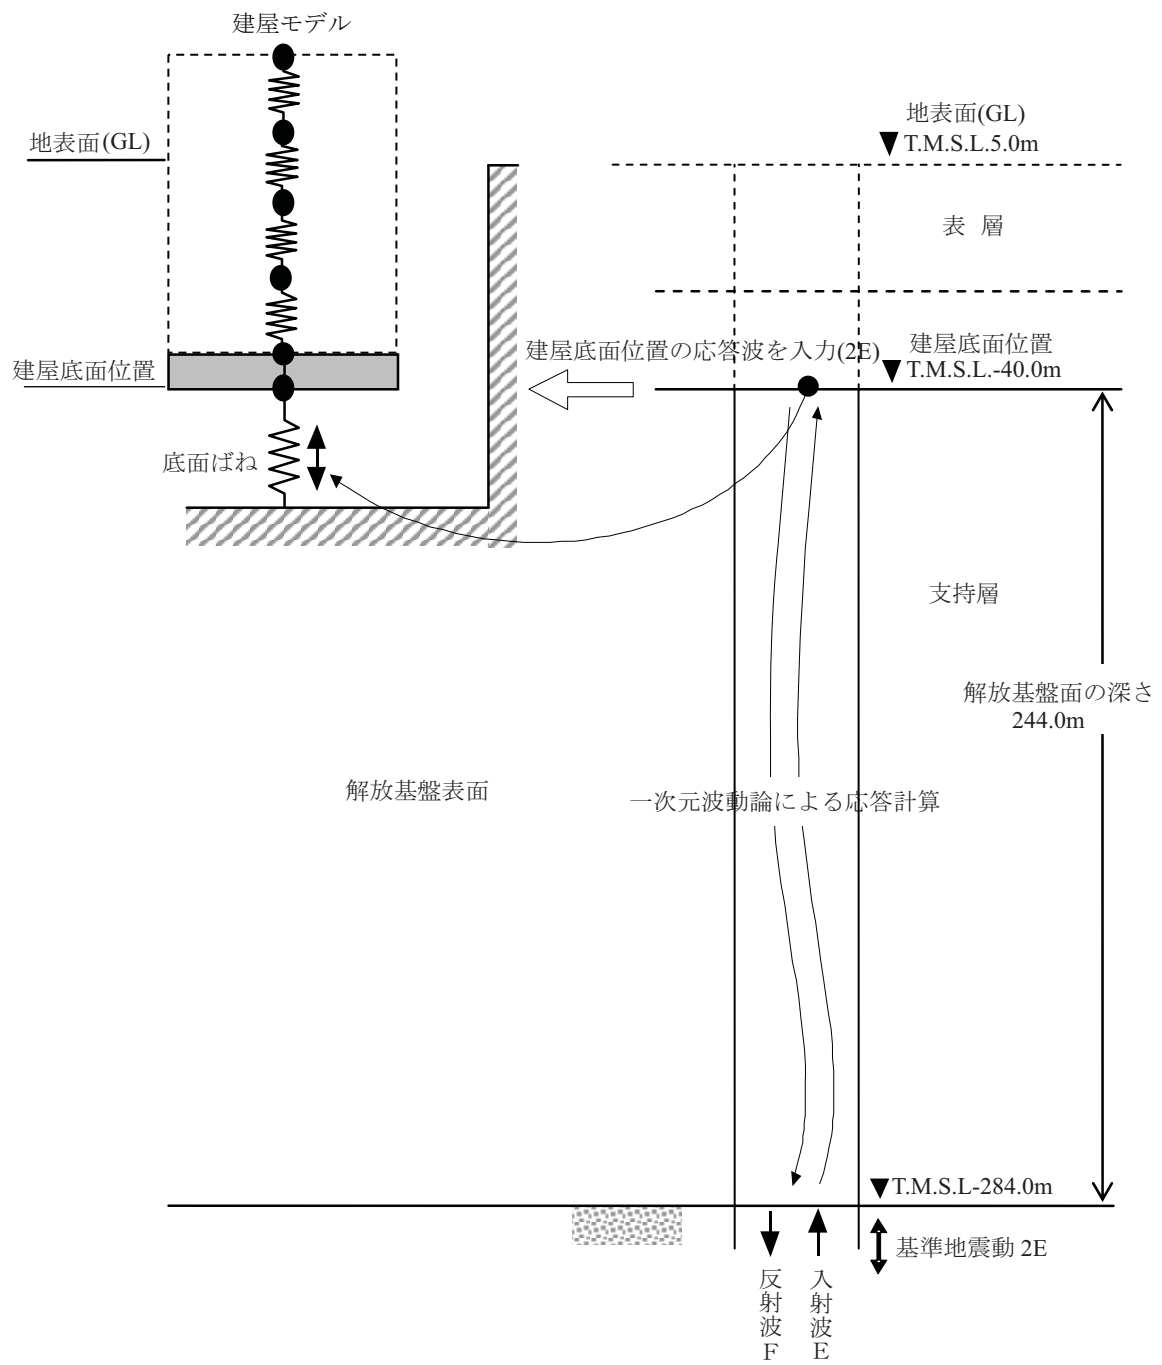 建屋モデル
地表面(GL)
地表面(GL)
T.M.S.L.5.0m
表 層
建屋底面位置の応答波を入力(2E)
建屋底面位置
T.M.S.L.-40.0m
建屋底面位置
底面ばね
支持層
解放基盤面の深さ
244.0m
解放基盤表面
一次元波動論による応答計算
T.M.S.L-284.0m
基準地震動 2E
反射波F
入射波E